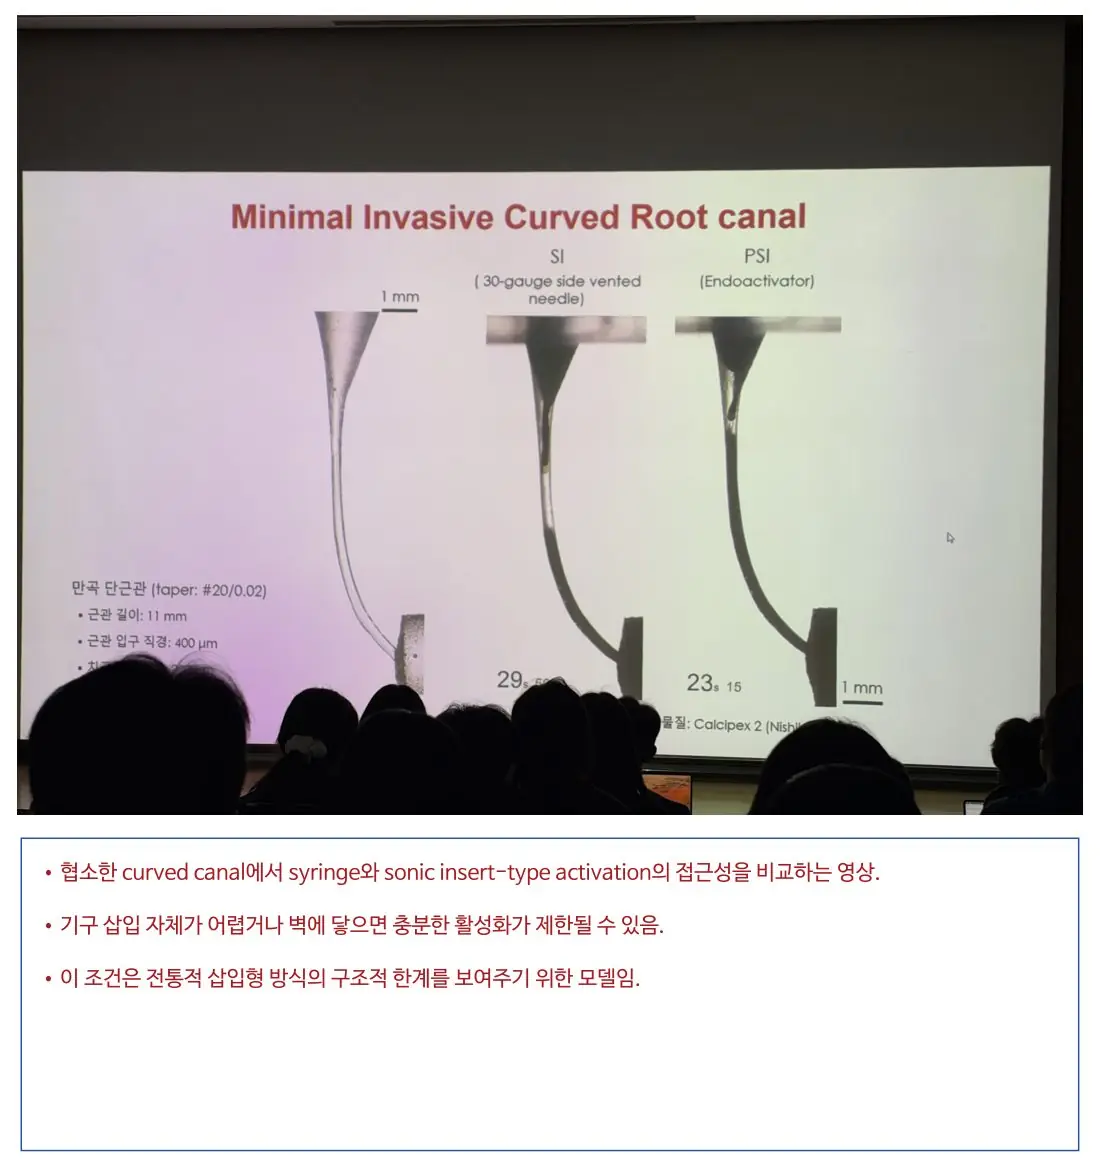 Minimal Invasive Curved Root canal
SI
( 30-gauge side vented
needle)
PSI
(Endoactivator)
1 mm
만곡 단근관 (taper: #20/0.02)
• 근관 길이: 11 mm
• 근관 입구 직경: 400 μm
•
29s
23s 15
1 mm
물질: Calcipex 2
• 협소한 curved canal에서 syringe와 sonic insert-type activation의 접근성을 비교하는 영상.
• 기구 삽입 자체가 어렵거나 벽에 닿으면 충분한 활성화가 제한될 수 있음.
• 이 조건은 전통적 삽입형 방식의 구조적 한계를 보여주기 위한 모델임.